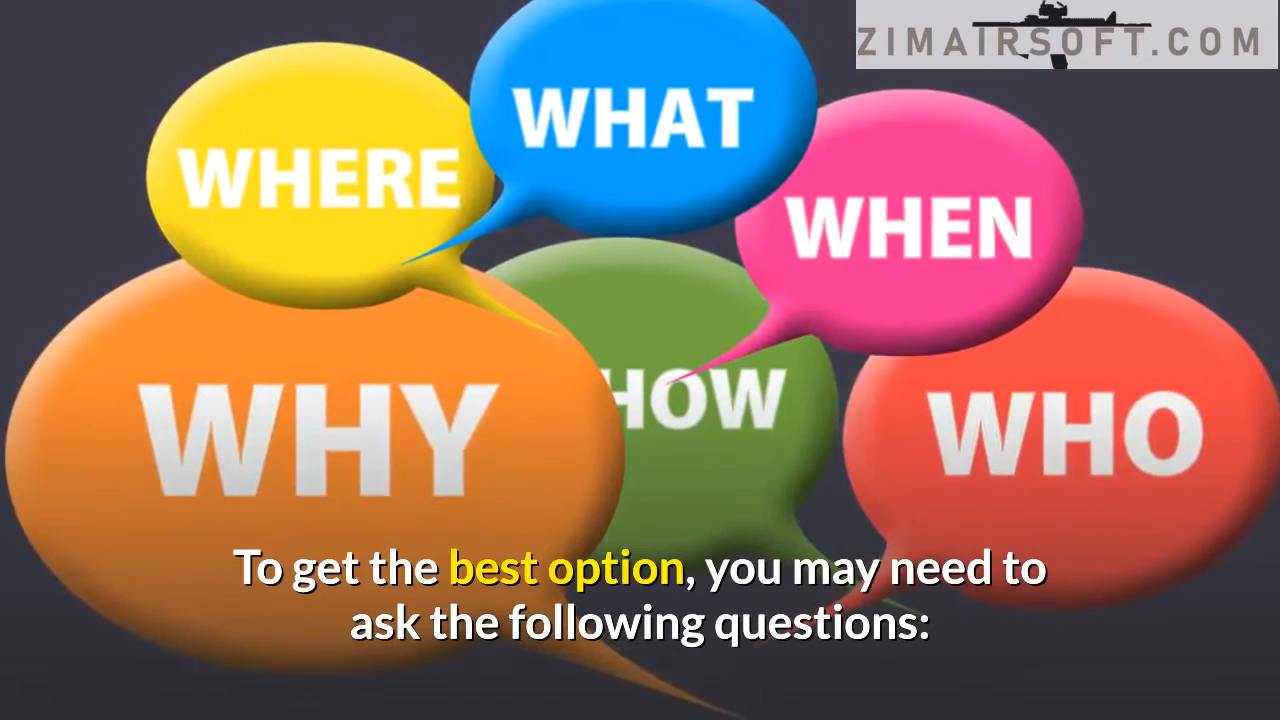 ZIMAIRSOFT.COM
WHAT
WHERE
WHEN
WHY
HOW
WHO
To get the best option, you may need to
ask the following questions: